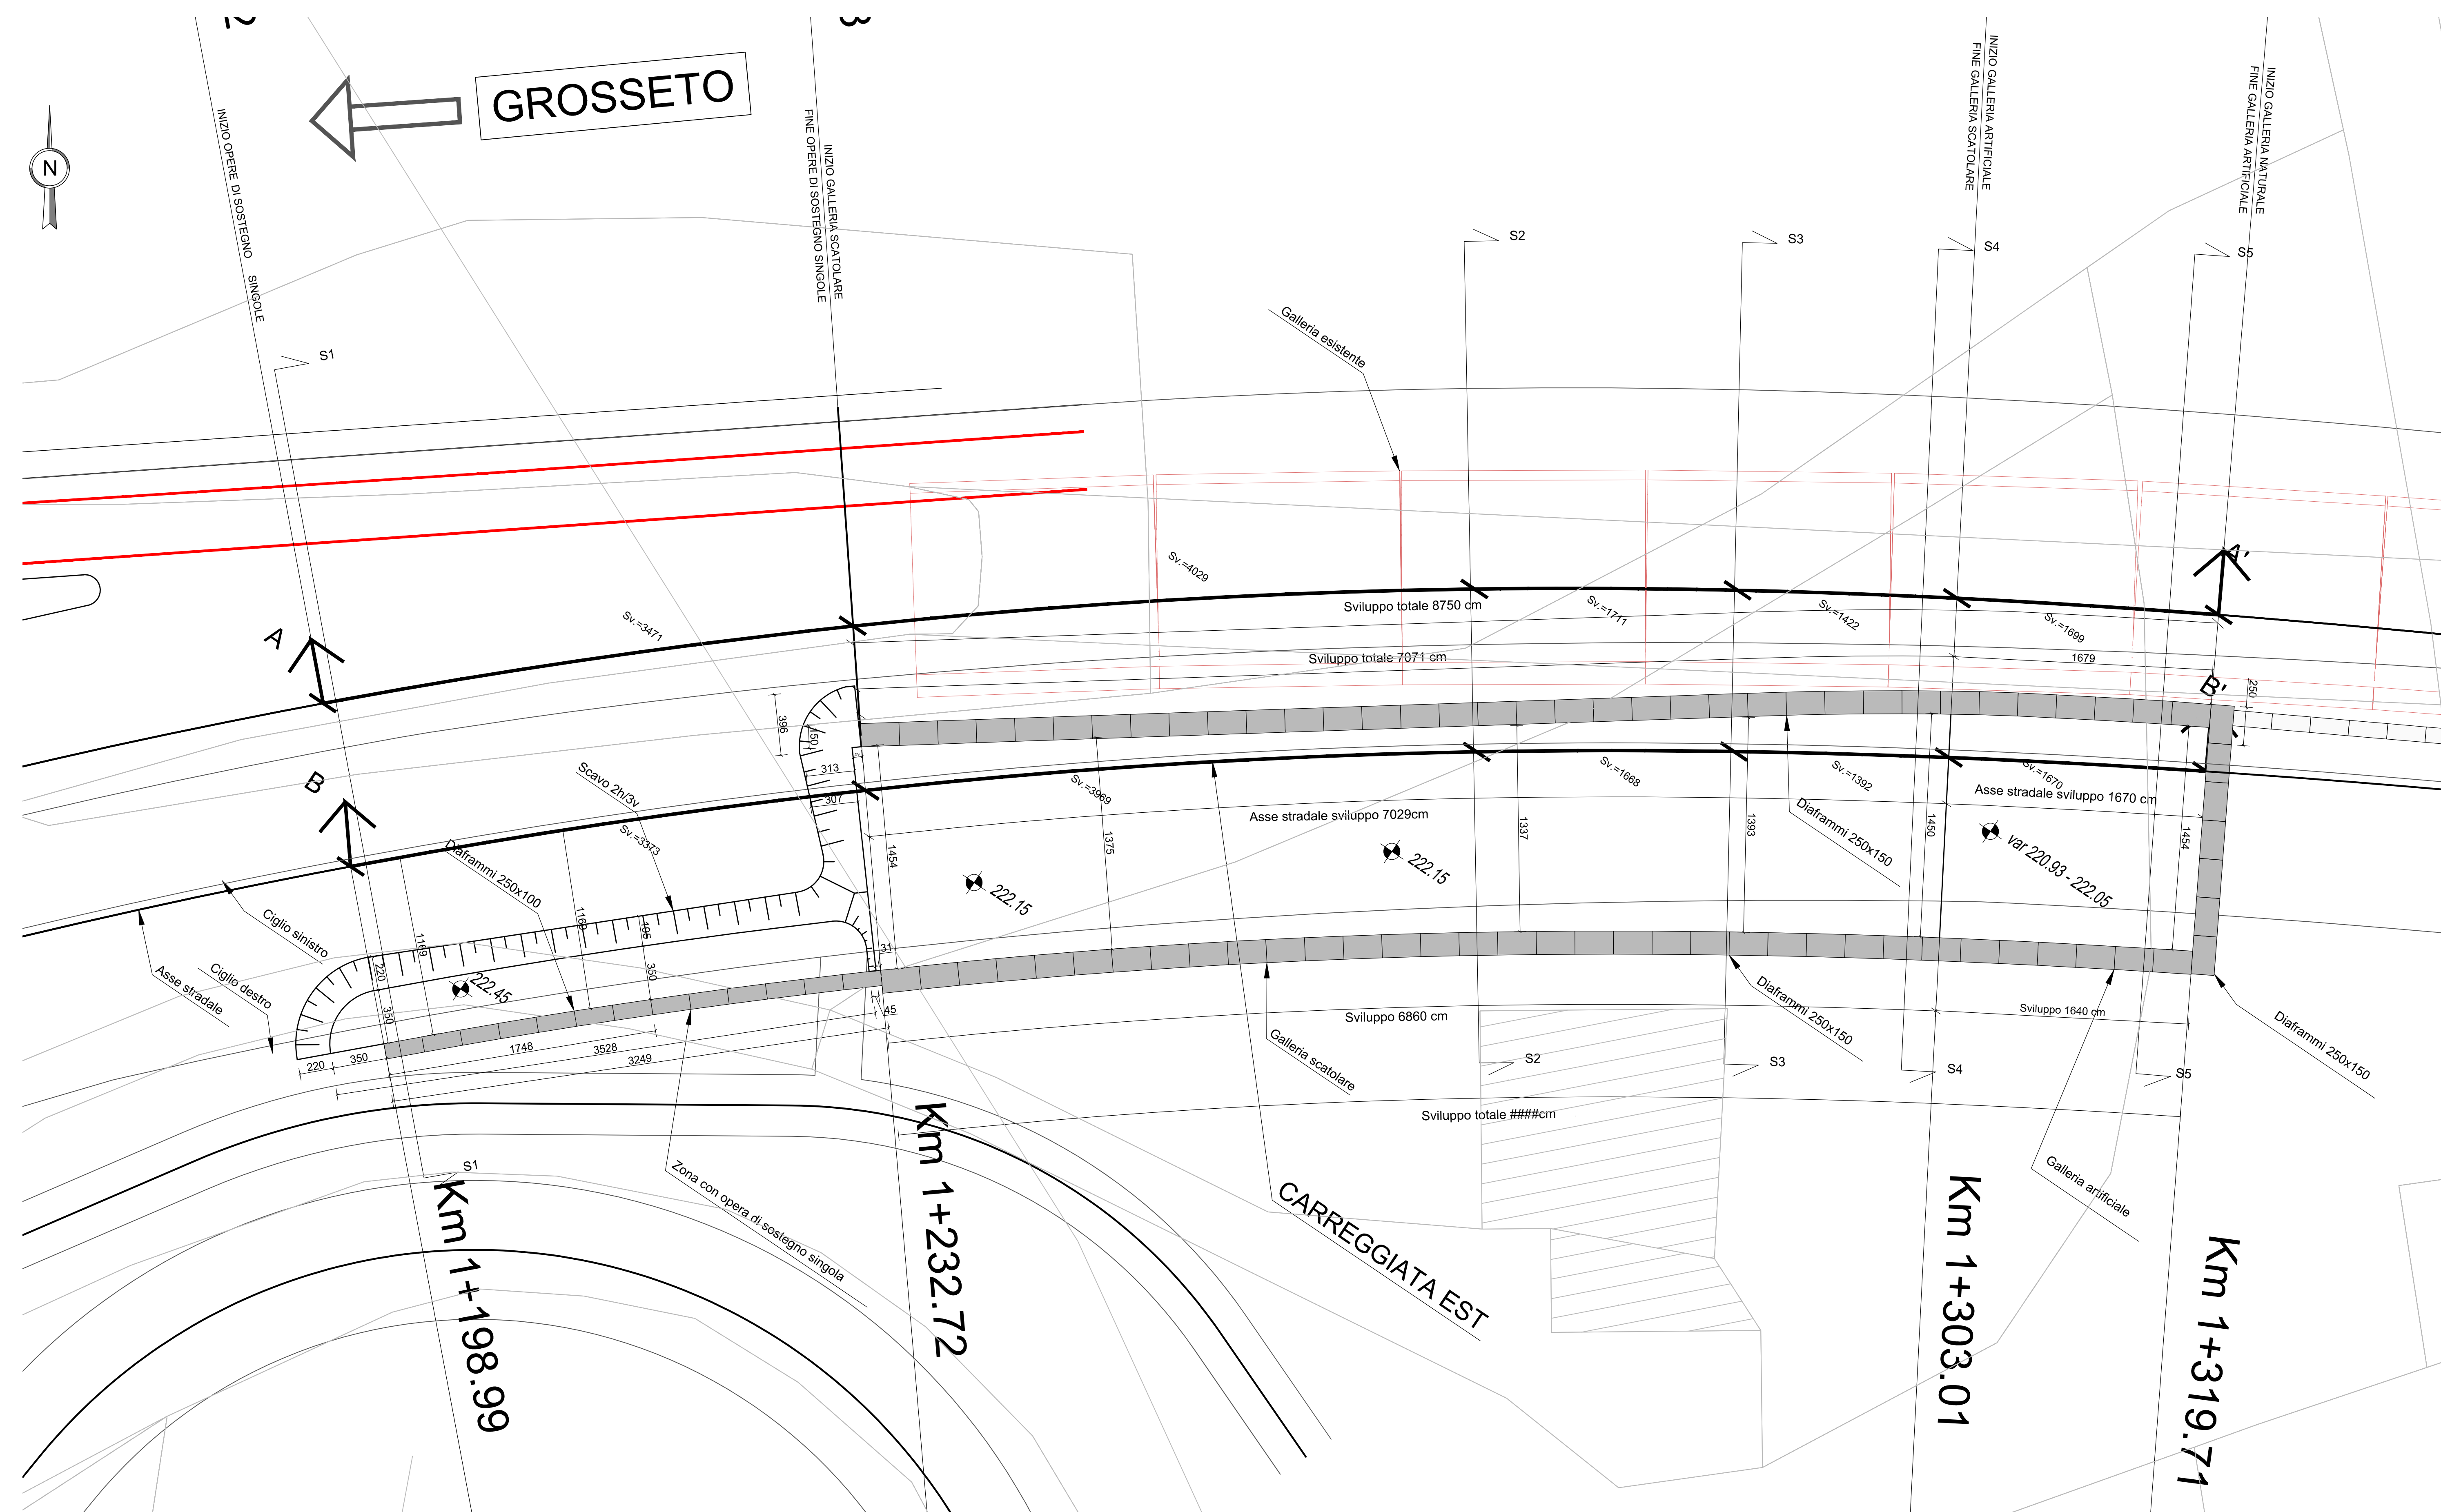 GROSSETO
N
3
INIZIO OPERE DI SOSTEGNO SINGOLE
FINE OPERE DI SOSTEGNO SINGOLE
INIZIO GALLERIA SCATOLARE
FINE GALLERIA SCATOLARE
INIZIO GALLERIA ARTIFICIALE
FINE GALLERIA ARTIFICIALE
INIZIO GALLERIA NATURALE
S1
S2
S3
S4
S5
Galleria esistente
Sv.=3471
Sv.=4029
Sviluppo totale 8750 cm
Sv.=1711
Sv.=1422
Sv.=1699
A
A'
Sviluppo totale 7071 cm
1679
B
B'
250
396
150
313
307
Scavo 2h/3v
Sv.=3373
Diaframmi 250x100
Sv.=3969
Sv.=1668
Sv.=1392
Sv.=1670
Asse stradale sviluppo 7029cm
Asse stradale sviluppo 1670 cm
Diaframmi 250x150
1454
1375
1337
1393
1450
1454
222.15
222.15
var 220.93 - 222.05
Ciglio sinistro
Ciglio destro
Asse stradale
1169
1169
195
350
220
350
222.45
31
45
220
350
1748
3528
3249
Sviluppo 6860 cm
Sviluppo 1640 cm
Galleria scatolare
Diaframmi 250x150
Diaframmi 250x150
S2
S3
S4
S5
Sviluppo totale ####cm
S1
Zona con opera di sostegno singola
CARREGGIATA EST
Galleria artificiale
Km 1+198.99
Km 1+232.72
Km 1+303.01
Km 1+319.71